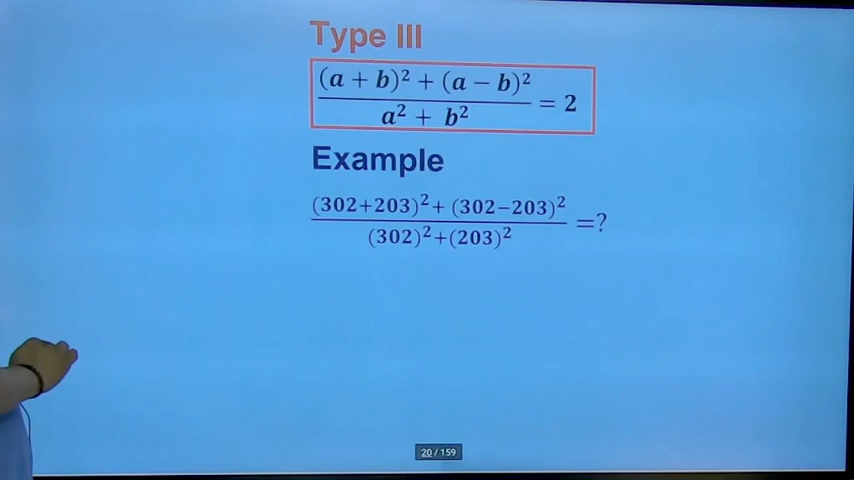 Type III
(a + b)² + (a − b)²
a² + b²
= 2
Example
(302+203)²+ (302−203)²
(302)²+(203)²
=?
20 / 159